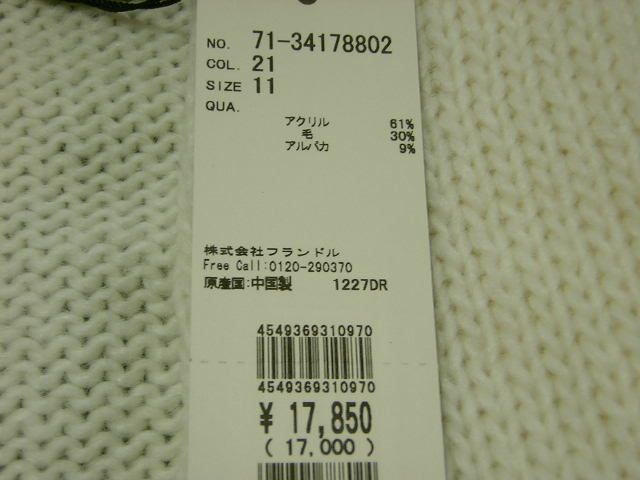 NO. 71-34178802
COL. 21
SIZE 11
QUA.
アクリル 61%
毛 30%
アルパカ 9%
株式会社フランドル
Free Call:0120-290370
原産国:中国製 1227DR
4549369310970
4549369310970
¥ 17,850
( 17,000 )